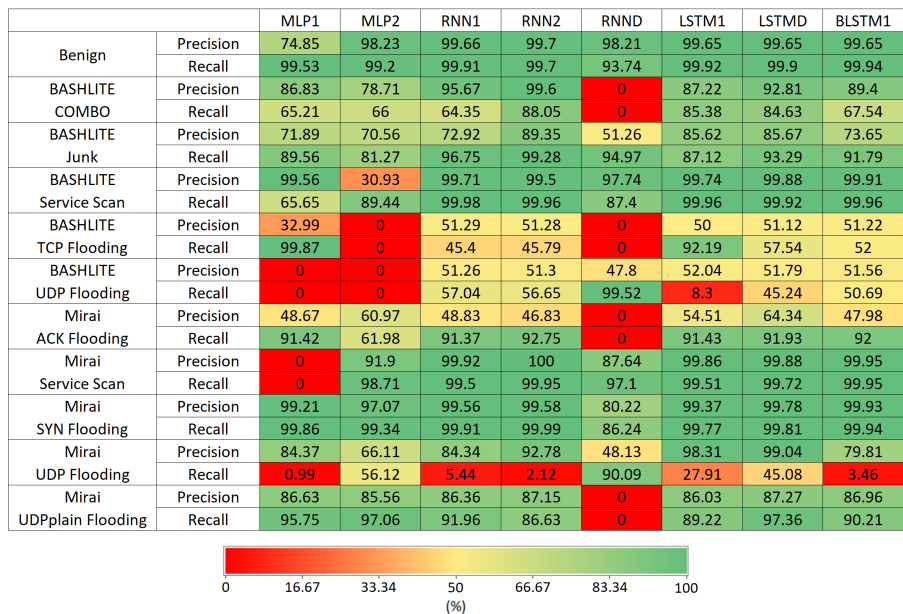 MLP1 MLP2 RNN1 RNN2 RNND LSTM1 LSTMD BLSTM1
Benign
Precision 74.85 98.23 99.66 99.7 98.21 99.65 99.65 99.65
Recall 99.53 99.2 99.91 99.7 93.74 99.92 99.9 99.94
BASHLITE Precision 86.83 78.71 95.67 99.6 0 87.22 92.81 89.4
COMBO Recall 65.21 66 64.35 88.05 0 85.38 84.63 67.54
BASHLITE Precision 71.89 70.56 72.92 89.35 51.26 85.62 85.67 73.65
Junk Recall 89.56 81.27 96.75 99.28 94.97 87.12 93.29 91.79
BASHLITE Precision 99.56 30.93 99.71 99.5 97.74 99.74 99.88 99.91
Service Scan Recall 65.65 89.44 99.98 99.96 87.4 99.96 99.92 99.96
BASHLITE Precision 32.99 0 51.29 51.28 0 50 51.12 51.22
TCP Flooding Recall 99.87 0 45.4 45.79 0 92.19 57.54 52
BASHLITE Precision 0 0 51.26 51.3 47.8 52.04 51.79 51.56
UDP Flooding Recall 0 0 57.04 56.65 99.52 8.3 45.24 50.69
Mirai Precision 48.67 60.97 48.83 46.83 0 54.51 64.34 47.98
ACK Flooding Recall 91.42 61.98 91.37 92.75 0 91.43 91.93 92
Mirai Precision 0 91.9 99.92 100 87.64 99.86 99.88 99.95
Service Scan Recall 0 98.71 99.5 99.95 97.1 99.51 99.72 99.95
Mirai Precision 99.21 97.07 99.56 99.58 80.22 99.37 99.78 99.93
SYN Flooding Recall 99.86 99.34 99.91 99.99 86.24 99.77 99.81 99.94
Mirai Precision 84.37 66.11 84.34 92.78 48.13 98.31 99.04 79.81
UDP Flooding Recall 0.99 56.12 5.44 2.12 90.09 27.91 45.08 3.46
Mirai Precision 86.63 85.56 86.36 87.15 0 86.03 87.27 86.96
UDPplain Flooding Recall 95.75 97.06 91.96 86.63 0 89.22 97.36 90.21
0 16.67 33.34 50 66.67 83.34 100
(%)